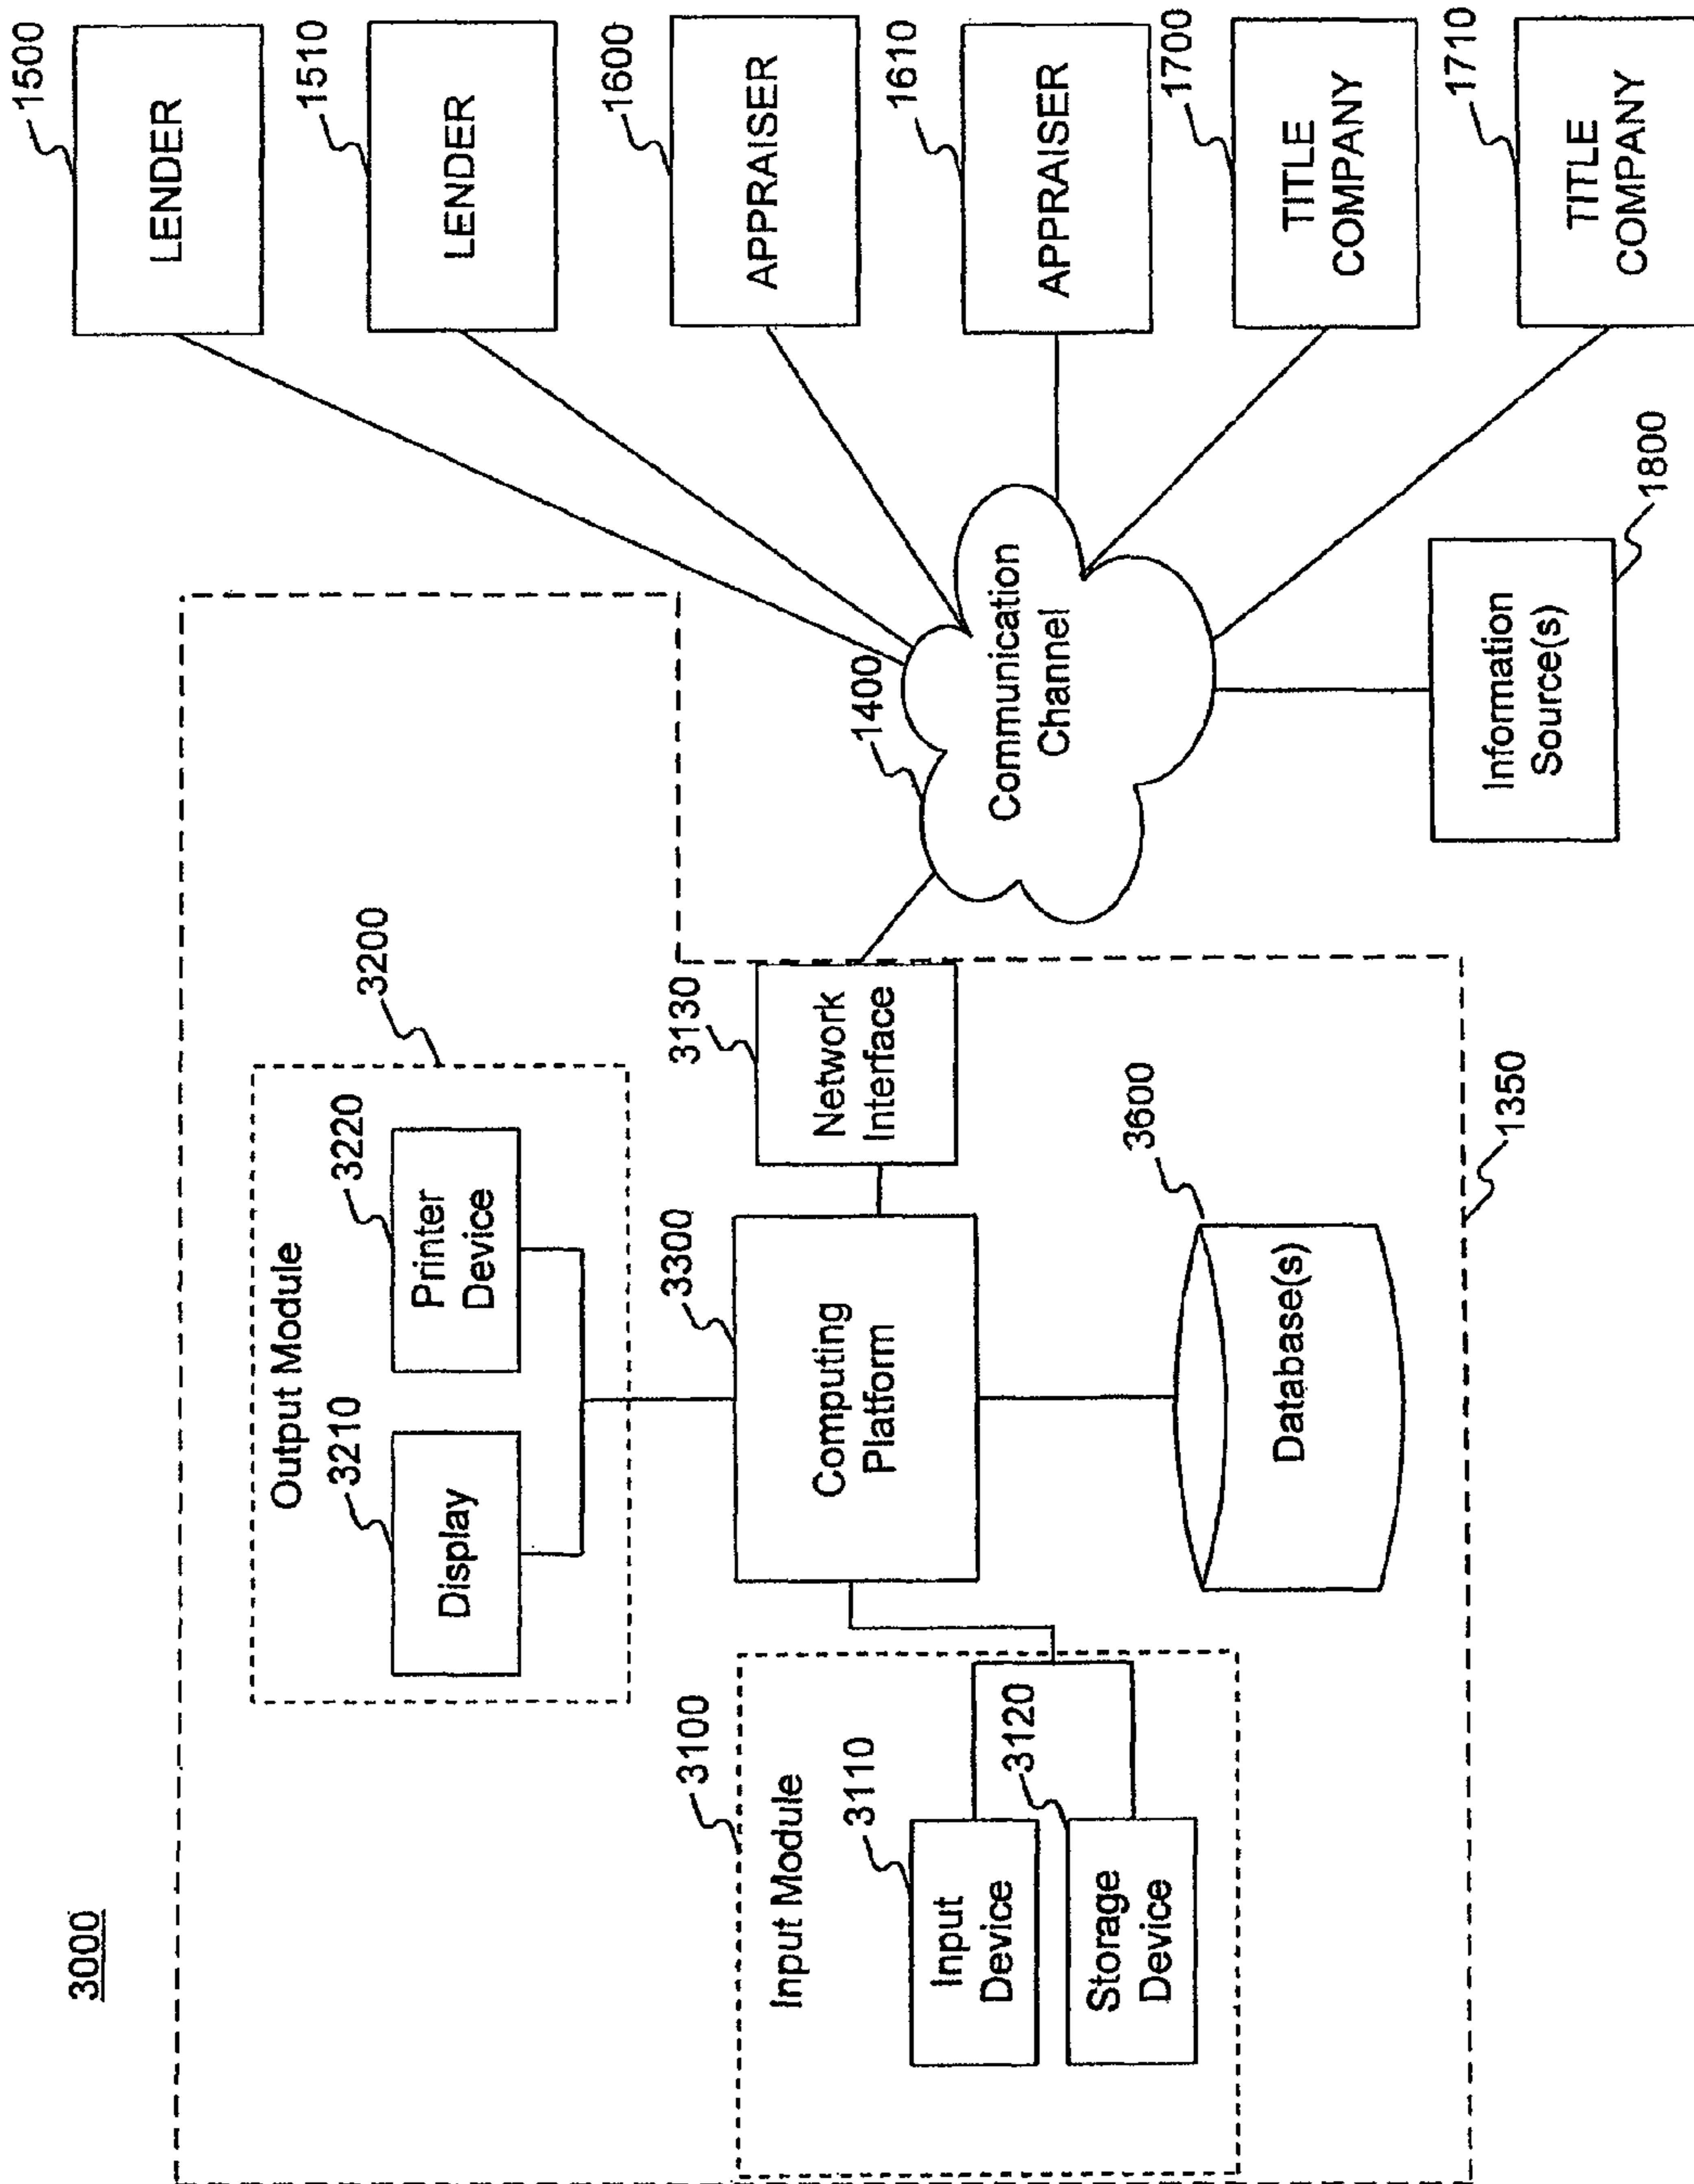 3000
Output Module
3200
3210
Display
3220
Printer
Device
3100
Input Module
3110
Input
Device
3120
Storage
Device
3300
Computing
Platform
3130
Network
Interface
3600
Database(s)
1350
1400
Communication
Channel
1500
LENDER
1510
LENDER
1600
APPRAISER
1610
APPRAISER
1700
TITLE
COMPANY
1710
TITLE
COMPANY
1800
Information
Source(s)